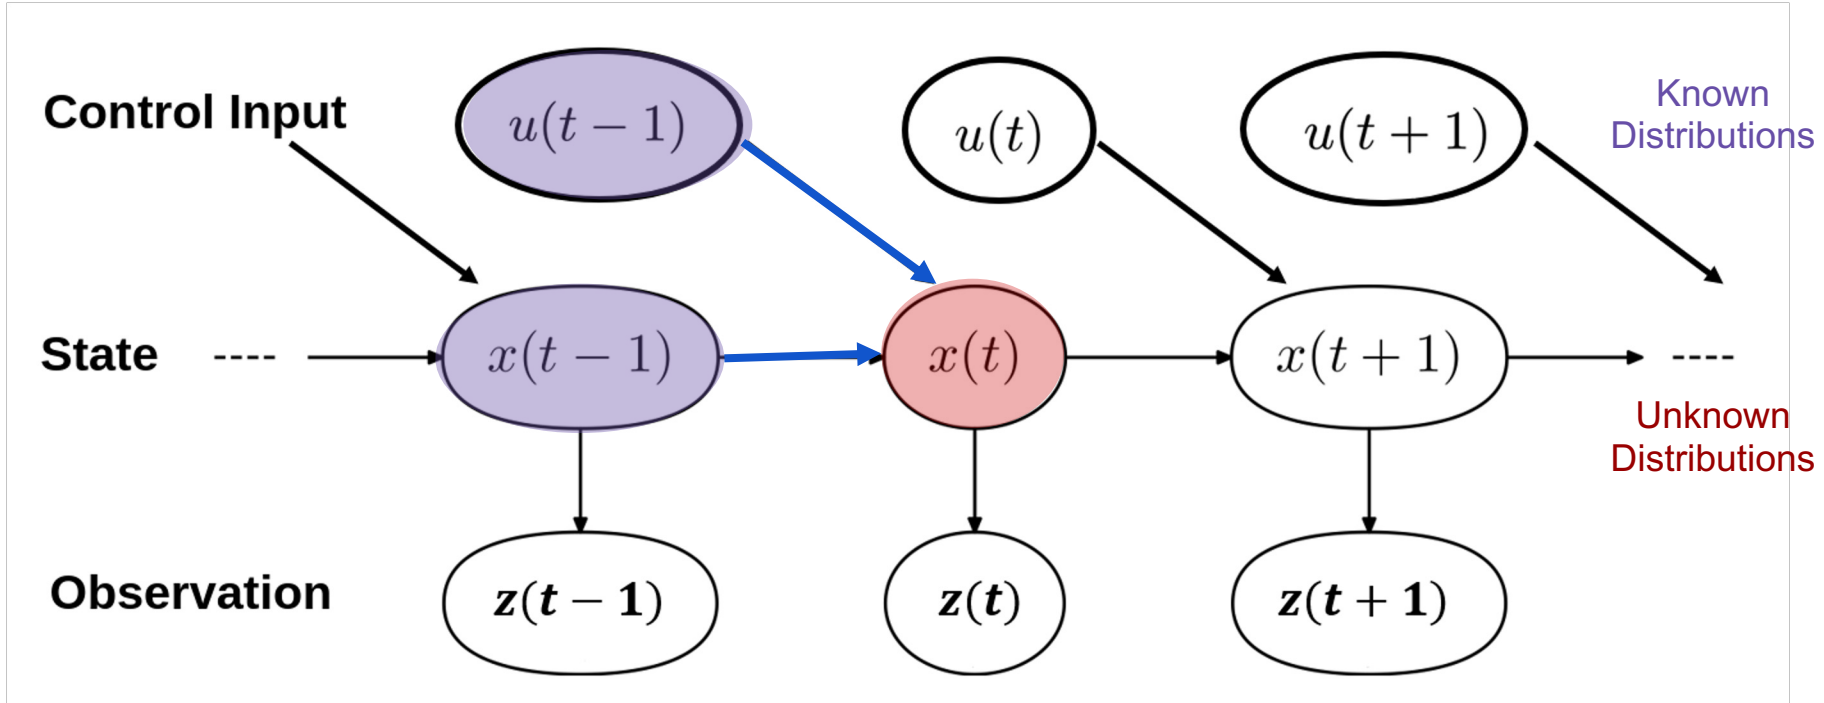 Control Input
u(t − 1)
u(t)
u(t + 1)
Known
Distributions
State
----
x(t − 1)
x(t)
x(t + 1)
----
Unknown
Distributions
Observation
z(t − 1)
z(t)
z(t + 1)